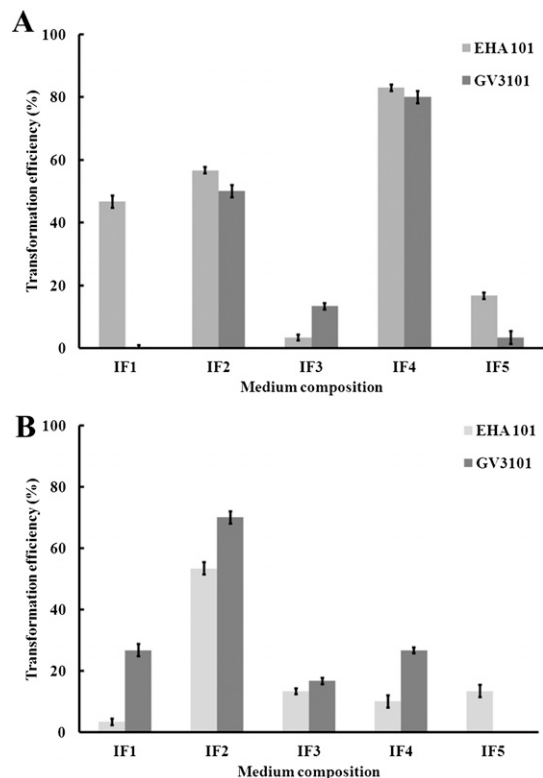 A
100
80
60
40
20
0
Transformation efficiency (%)
EHA 101
GV3101
IF1 IF2 IF3 IF4 IF5
Medium composition
B
100
80
60
40
20
0
Transformation efficiency (%)
EHA 101
GV3101
IF1 IF2 IF3 IF4 IF5
Medium composition